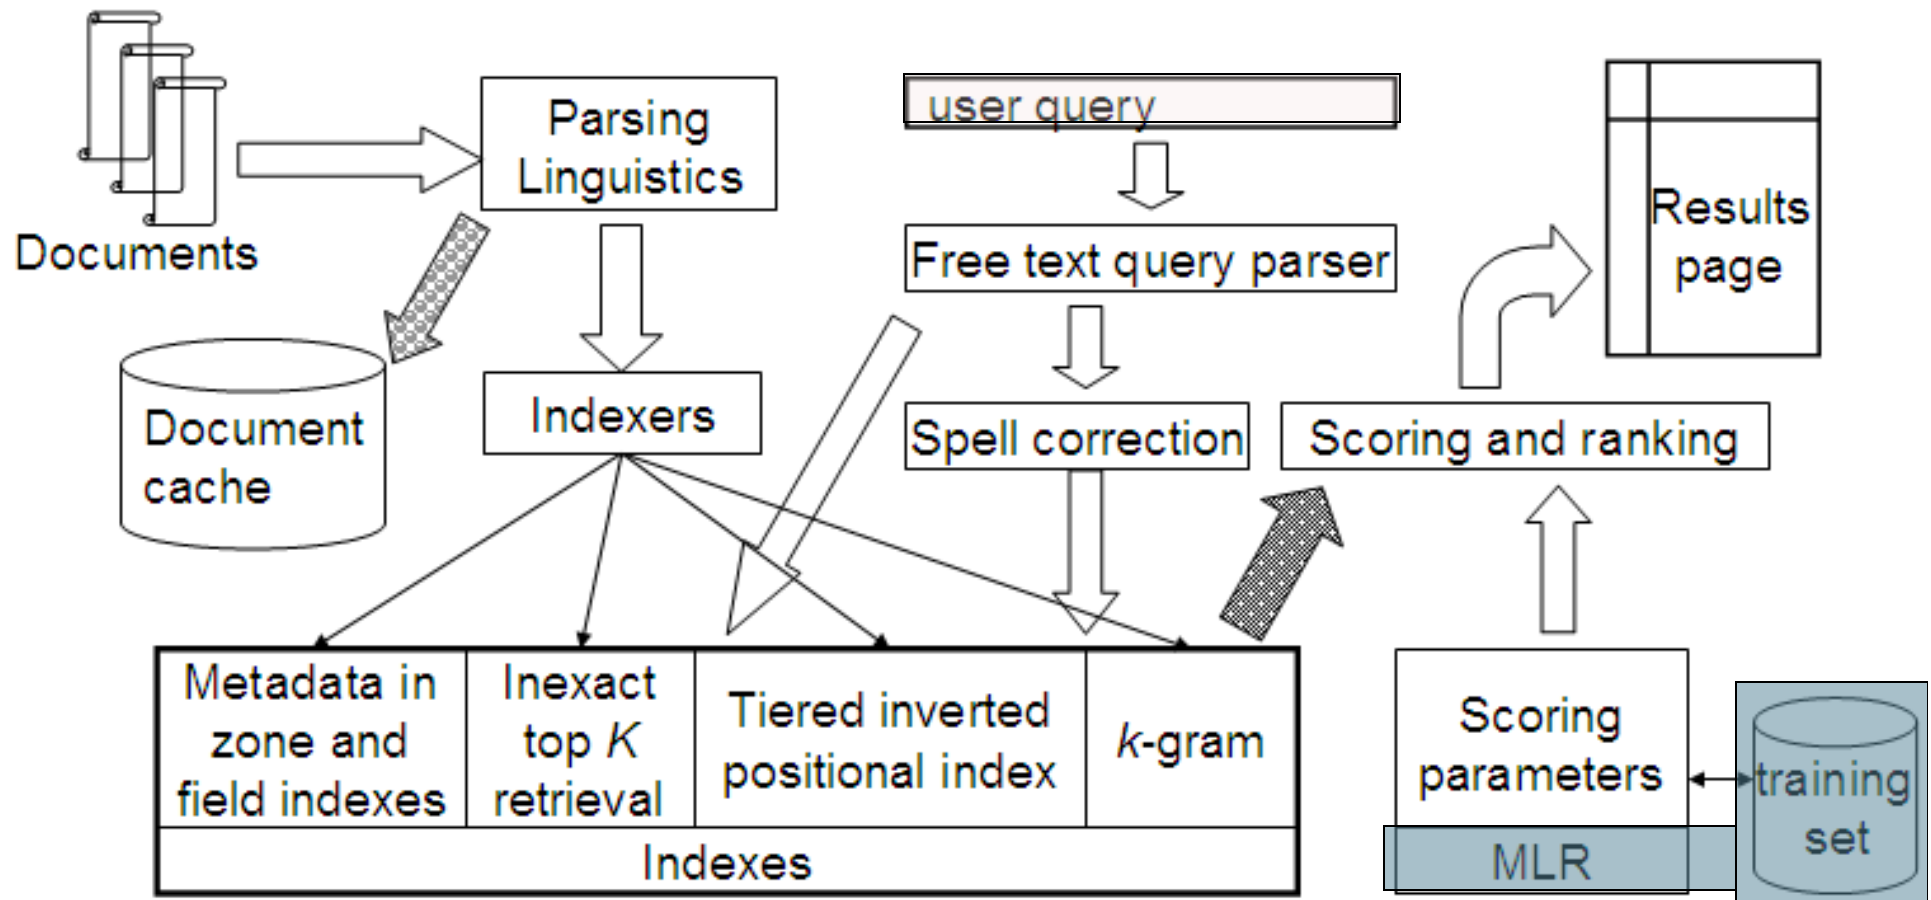 Documents
Parsing
Linguistics
Document
cache
Indexers
user query
Free text query parser
Spell correction
Scoring and ranking
Results
page
Metadata in
zone and
field indexes
Inexact
top K
retrieval
Tiered inverted
positional index
k-gram
Indexes
Scoring
parameters
MLR
training
set